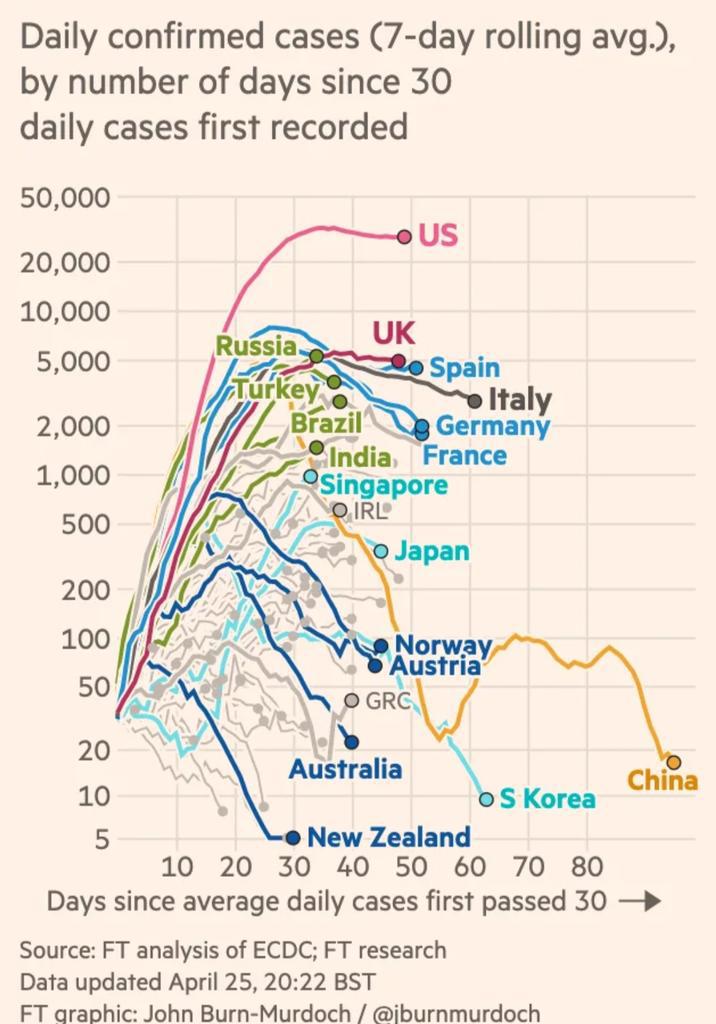 Daily confirmed cases (7-day rolling avg.),
by number of days since 30
daily cases first recorded
50,000
US
20,000
10,000
UK
Russia
5,000
Spain
Turkey
Italy
Brazil
2,000
Germany
France
India
1,000
Singapore
IRL
500
Japan
200
100
Norway
Austria
50
GRC
20
Australia
China
10
S Korea
5
New Zealand
10 20 30 40 50 60 70 80
Days since average daily cases first passed 30
Source: FT analysis of ECDC; FT research
Data updated April 25, 20:22 BST
FT graphic: John Burn-Murdoch / @jburnmurdoch